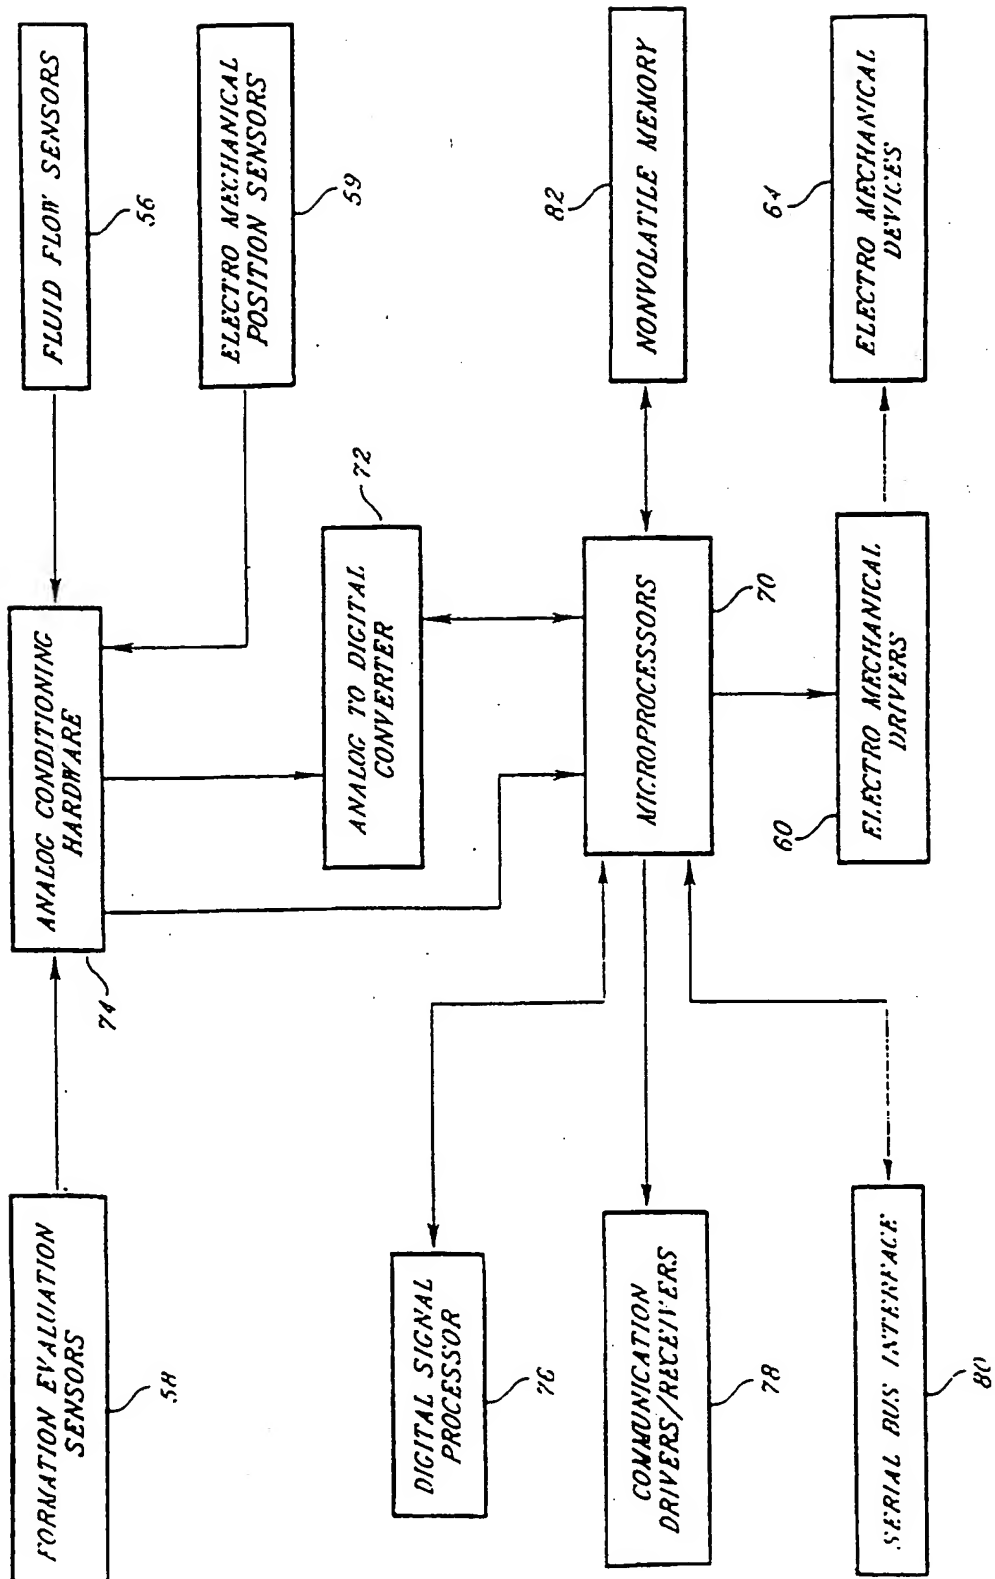 FORMATION EVALUATION
SENSORS
58
ANALOG CONDITIONING
HARDWARE
74
FLUID FLOW SENSORS
56
ELECTRO MECHANICAL
POSITION SENSORS
59
ANALOG TO DIGITAL
CONVERTER
72
DIGITAL SIGNAL
PROCESSOR
76
COMMUNICATION
DRIVERS/RECEIVERS
78
MICROPROCESSORS
70
NONVOLATILE MEMORY
82
SERIAL BUS INTERFACE
80
ELECTRO MECHANICAL
DRIVERS
60
ELECTRO MECHANICAL
DEVICES
64